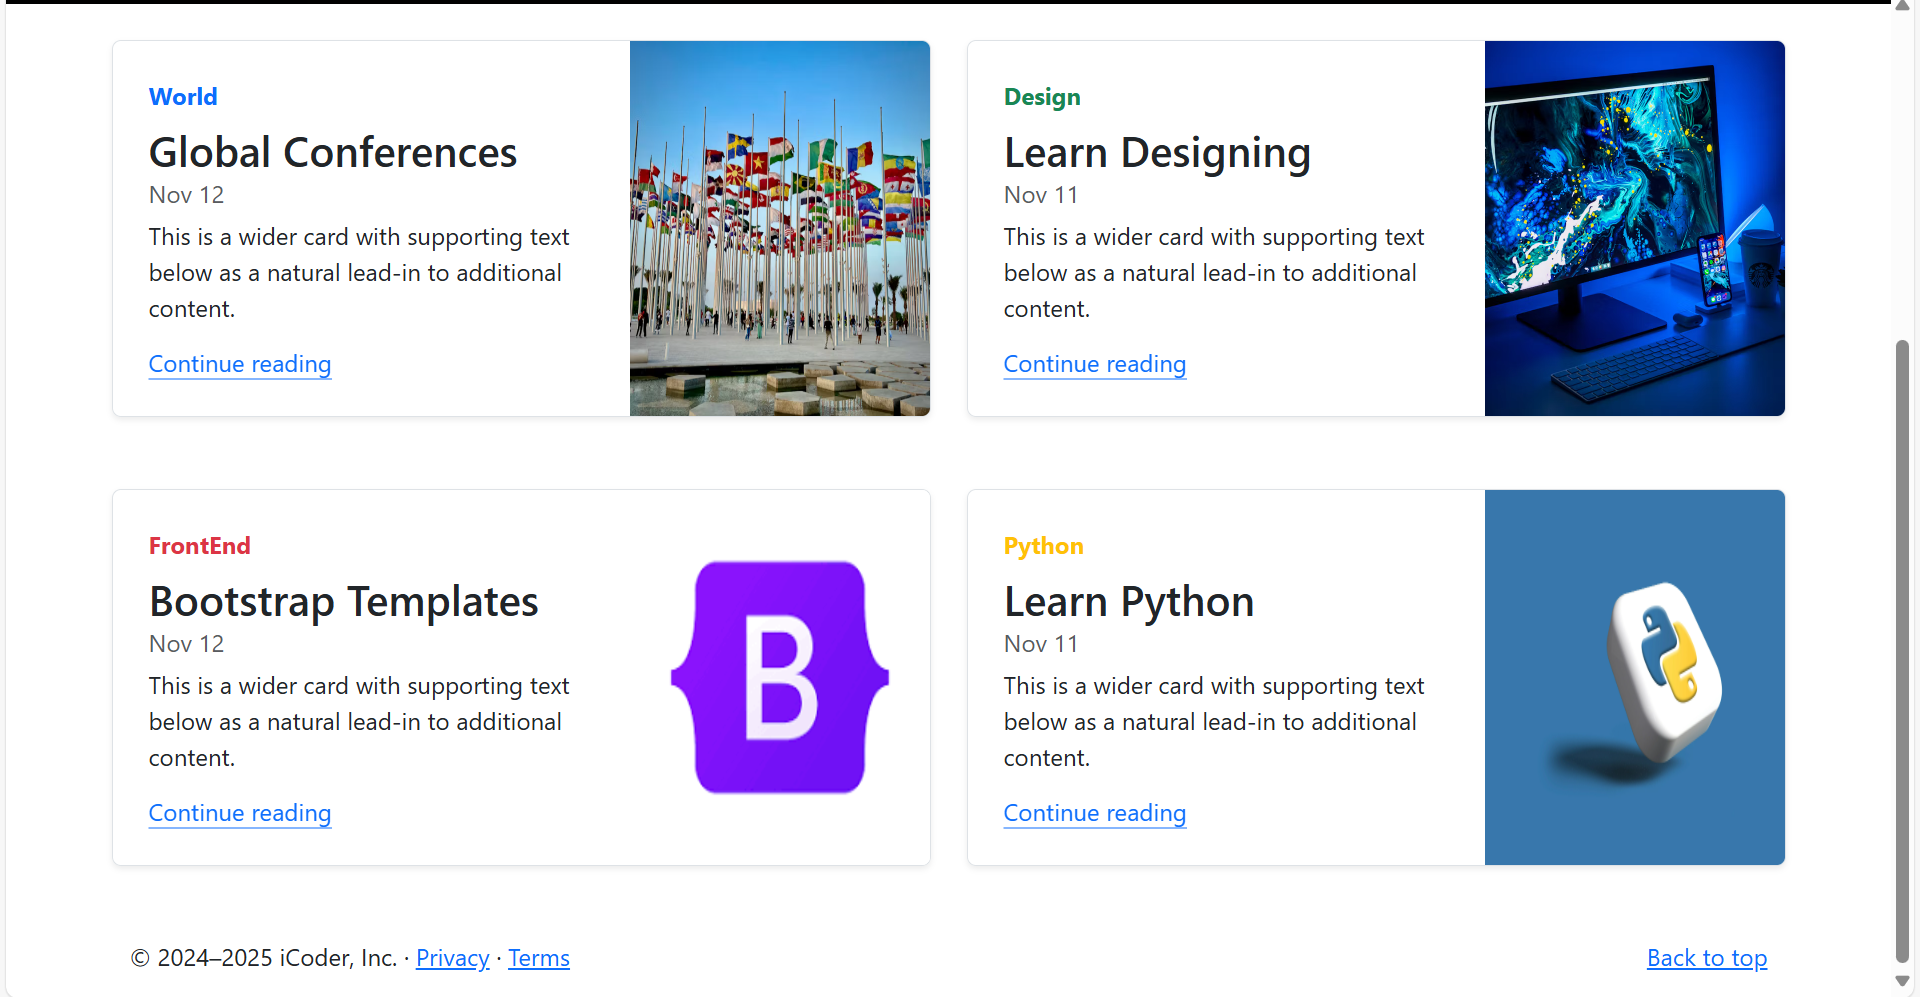 World
Global Conferences
Nov 12
This is a wider card with supporting text
below as a natural lead-in to additional
content.
Continue reading
Design
Learn Designing
Nov 11
This is a wider card with supporting text
below as a natural lead-in to additional
content.
Continue reading
FrontEnd
Bootstrap Templates
Nov 12
This is a wider card with supporting text
below as a natural lead-in to additional
content.
Continue reading
B
Python
Learn Python
Nov 11
This is a wider card with supporting text
below as a natural lead-in to additional
content.
Continue reading
© 2024–2025 iCoder, Inc. · Privacy · Terms
Back to top